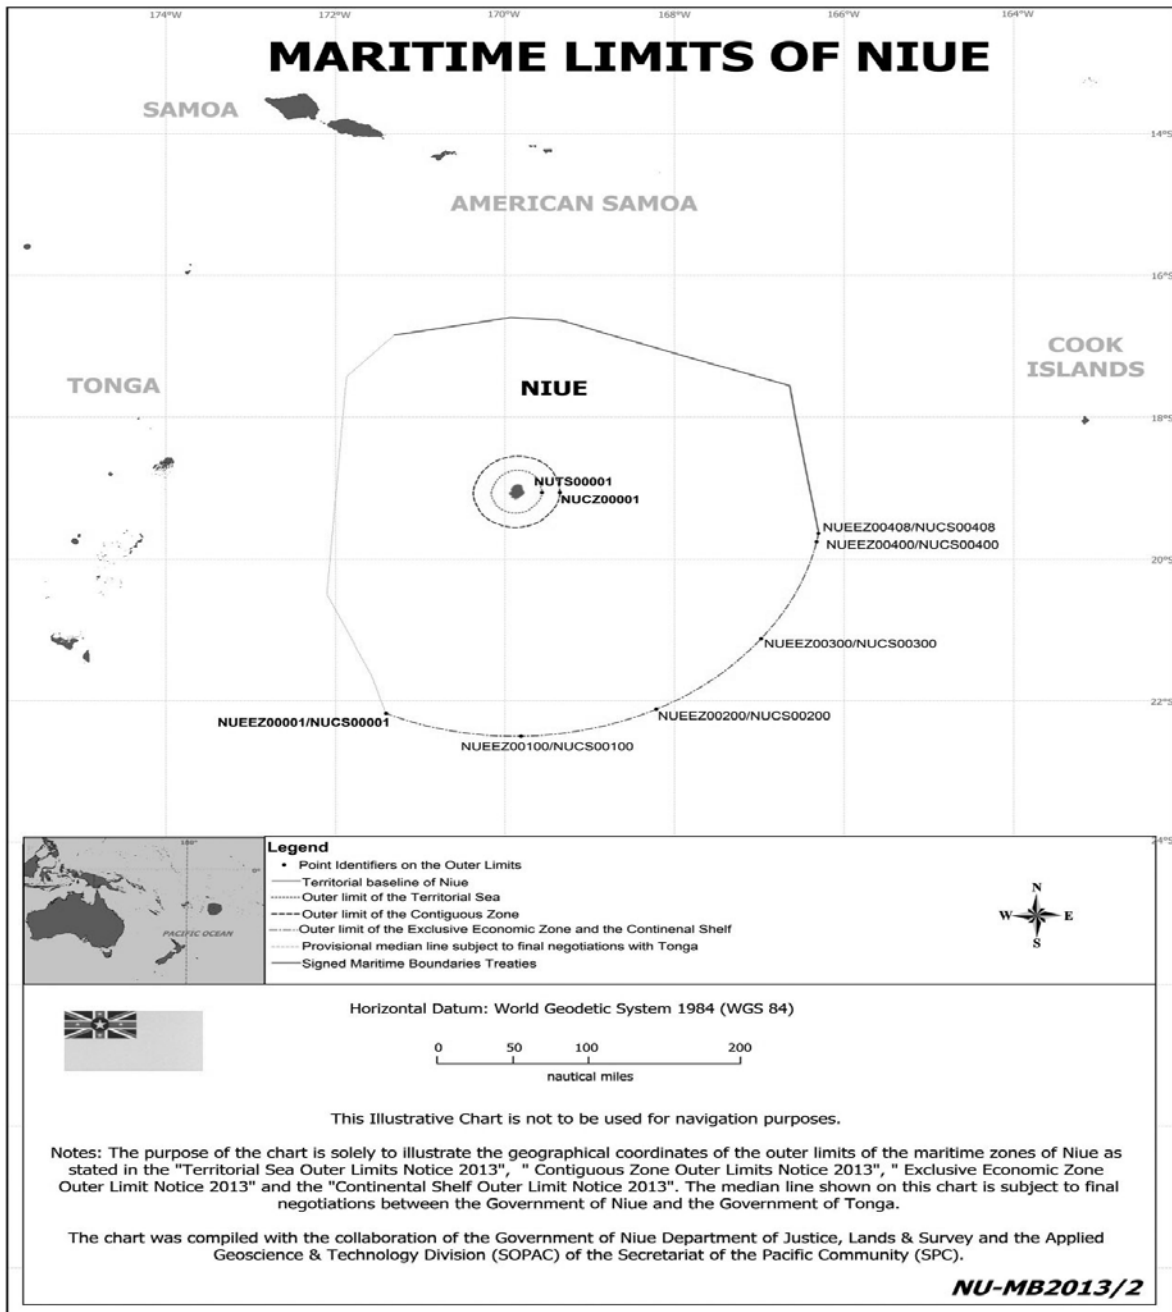 172°W 170°W 168°W 166°W 164°W
MARITIME LIMITS OF NIUE
SAMOA
14°S
AMERICAN SAMOA
16°S
COOK
ISLANDS
TONGA
NIUE
18°S
NUTS00001
NUCZ00001
NUEEZ00408/NUCS00408
NUEEZ00400/NUCS00400
20°S
NUEEZ00300/NUCS00300
22°S
NUEEZ00200/NUCS00200
NUEEZ00001/NUCS00001
NUEEZ00100/NUCS00100
24°S
180°
0°
PACIFIC OCEAN
Legend
Point Identifiers on the Outer Limits
Territorial baseline of Niue
Outer limit of the Territorial Sea
Outer limit of the Contiguous Zone
Outer limit of the Exclusive Economic Zone and the Continenal Shelf
Provisional median line subject to final negotiations with Tonga
Signed Maritime Boundaries Treaties
N
W E
S
Horizontal Datum: World Geodetic System 1984 (WGS 84)
0 50 100 200
nautical miles
This Illustrative Chart is not to be used for navigation purposes.
Notes: The purpose of the chart is solely to illustrate the geographical coordinates of the outer limits of the maritime zones of Niue as
stated in the "Territorial Sea Outer Limits Notice 2013", " Contiguous Zone Outer Limits Notice 2013", " Exclusive Economic Zone
Outer Limit Notice 2013" and the "Continental Shelf Outer Limit Notice 2013". The median line shown on this chart is subject to final
negotiations between the Government of Niue and the Government of Tonga.
The chart was compiled with the collaboration of the Government of Niue Department of Justice, Lands & Survey and the Applied
Geoscience & Technology Division (SOPAC) of the Secretariat of the Pacific Community (SPC).
NU-MB2013/2